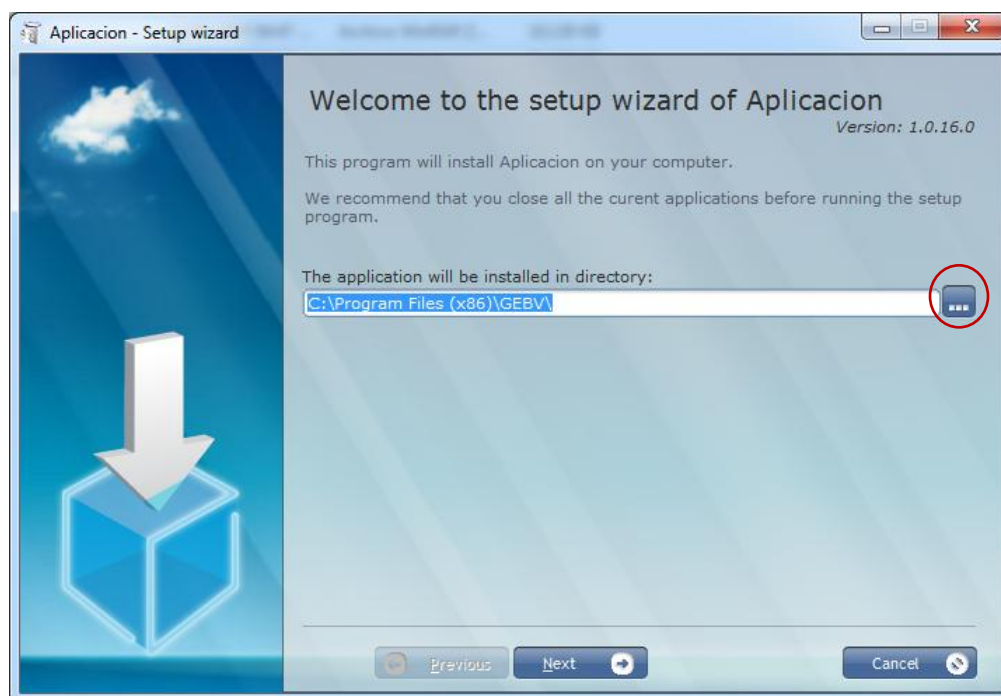 Aplicacion - Setup wizard
Welcome to the setup wizard of Aplicacion
Version: 1.0.16.0
This program will install Aplicacion on your computer.
We recommend that you close all the curent applications before running the setup
program.
The application will be installed in directory:
C:\Program Files (x86)\GEBV\
...
Previous
Next
Cancel